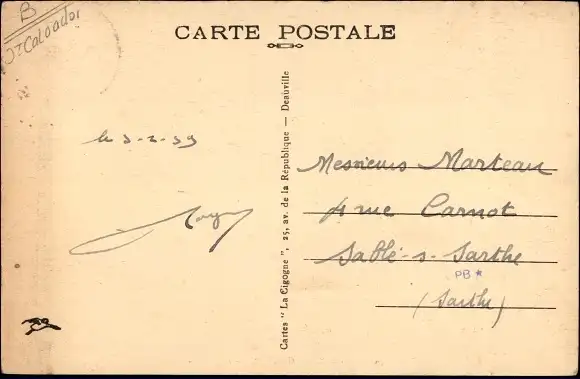 B
Jt Calvados
CARTE POSTALE
le 3-2-39
Cartes " La Cigogne ", 25, av. de la République — Deauville
Messieurs Marteau
4 rue Carnot
Sablé-s-Sarthe
PB *
(Sarthe)